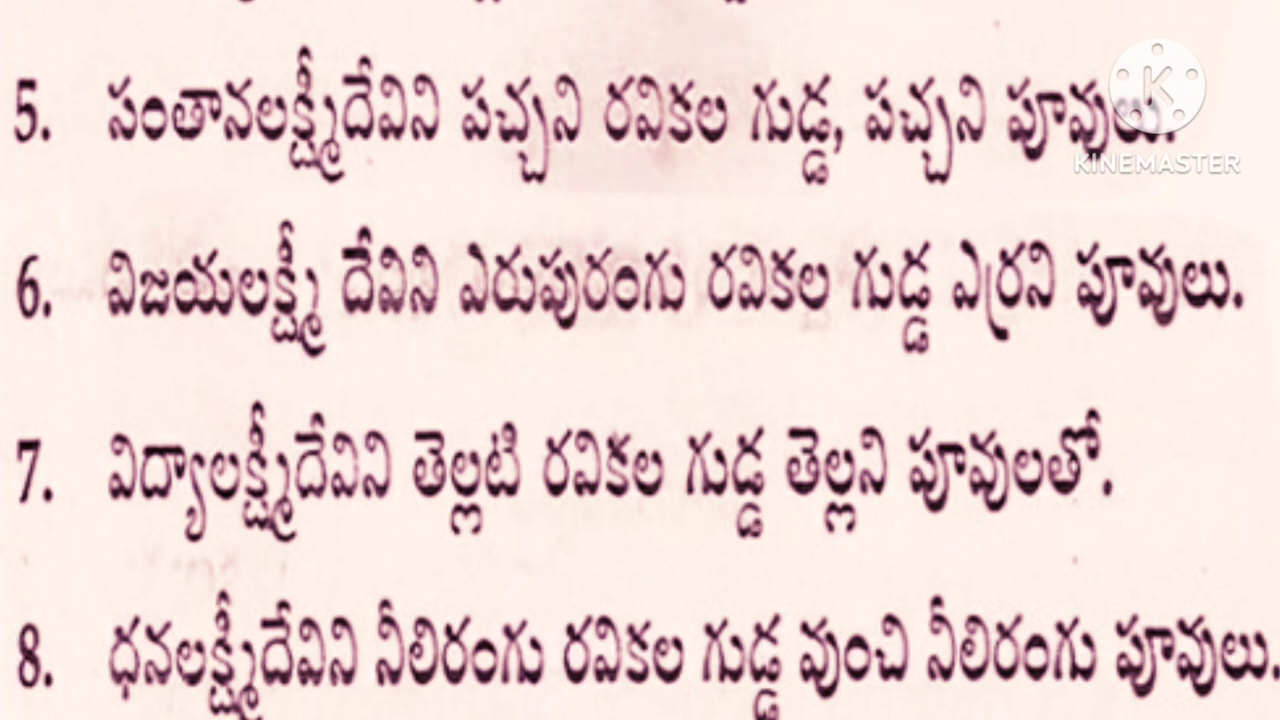 5. సంతానలక్ష్మీదేవిని పచ్చని రవికల గుడ్డ, పచ్చని పూవులు.
KINEMASTER
6. విజయలక్ష్మీ దేవిని ఎరుపురంగు రవికల గుడ్డ ఎర్రని పూవులు.
7. విద్యాలక్ష్మీదేవిని తెల్లటి రవికల గుడ్డ తెల్లని పూవులతో.
8. ధనలక్ష్మీదేవిని నీలిరంగు రవికల గుడ్డ వుంచి నీలిరంగు పూవులు.